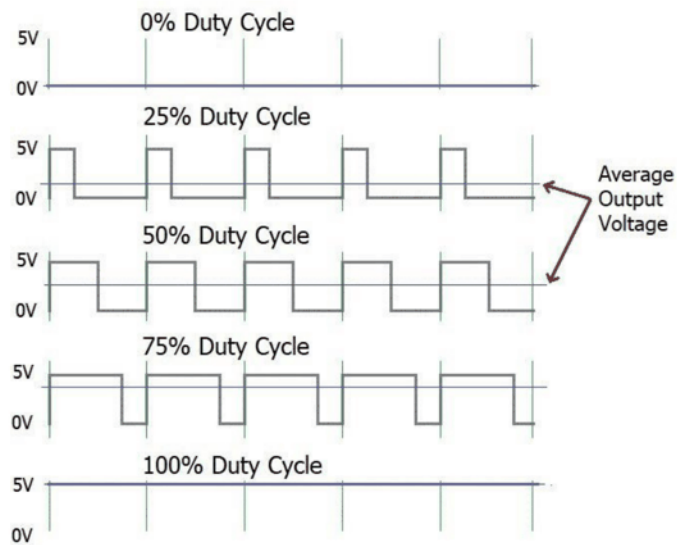 0% Duty Cycle
5V
0V
25% Duty Cycle
5V
0V
Average
Output
Voltage
50% Duty Cycle
5V
0V
75% Duty Cycle
5V
0V
100% Duty Cycle
5V
0V